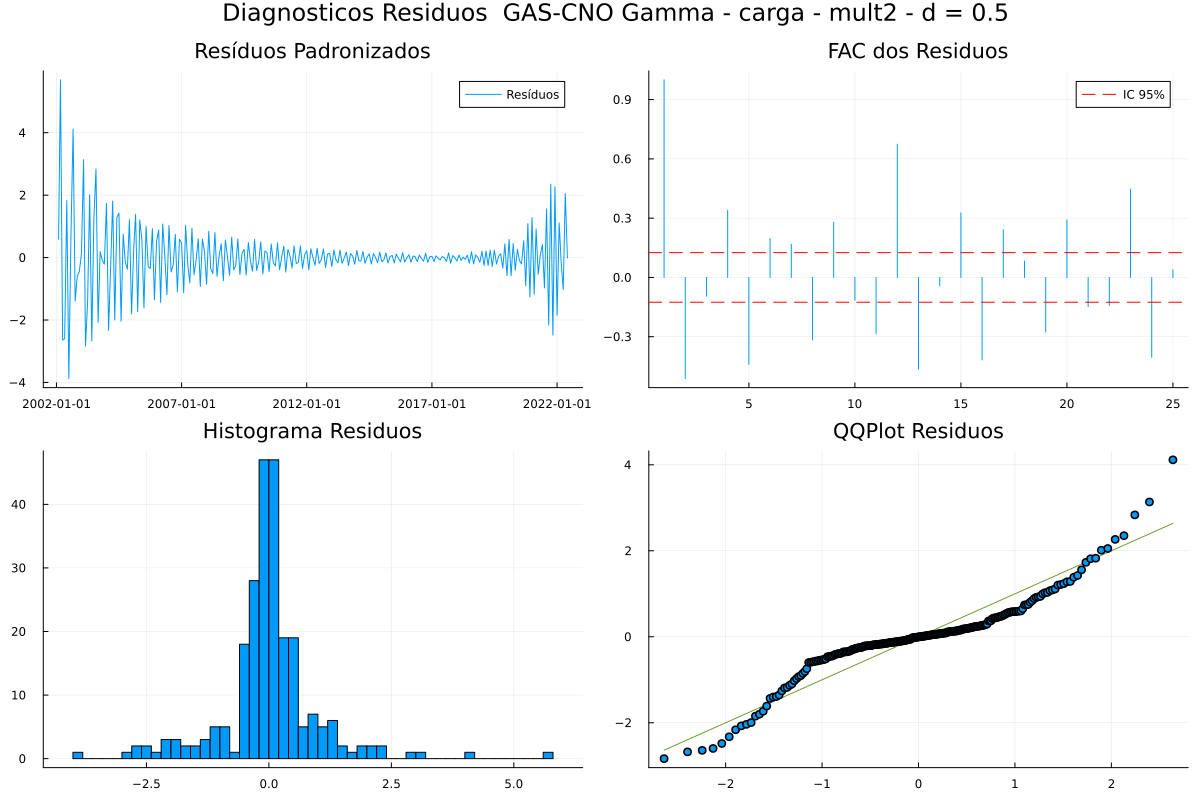 Diagnosticos Residuos  GAS-CNO Gamma - carga - mult2 - d = 0.5
Resíduos Padronizados
Resíduos
4
2
0
−2
−4
2002-01-01 2007-01-01 2012-01-01 2017-01-01 2022-01-01
FAC dos Residuos
IC 95%
0.9
0.6
0.3
0.0
−0.3
5 10 15 20 25
Histograma Residuos
40
30
20
10
0
−2.5 0.0 2.5 5.0
QQPlot Residuos
4
2
0
−2
−2 −1 0 1 2